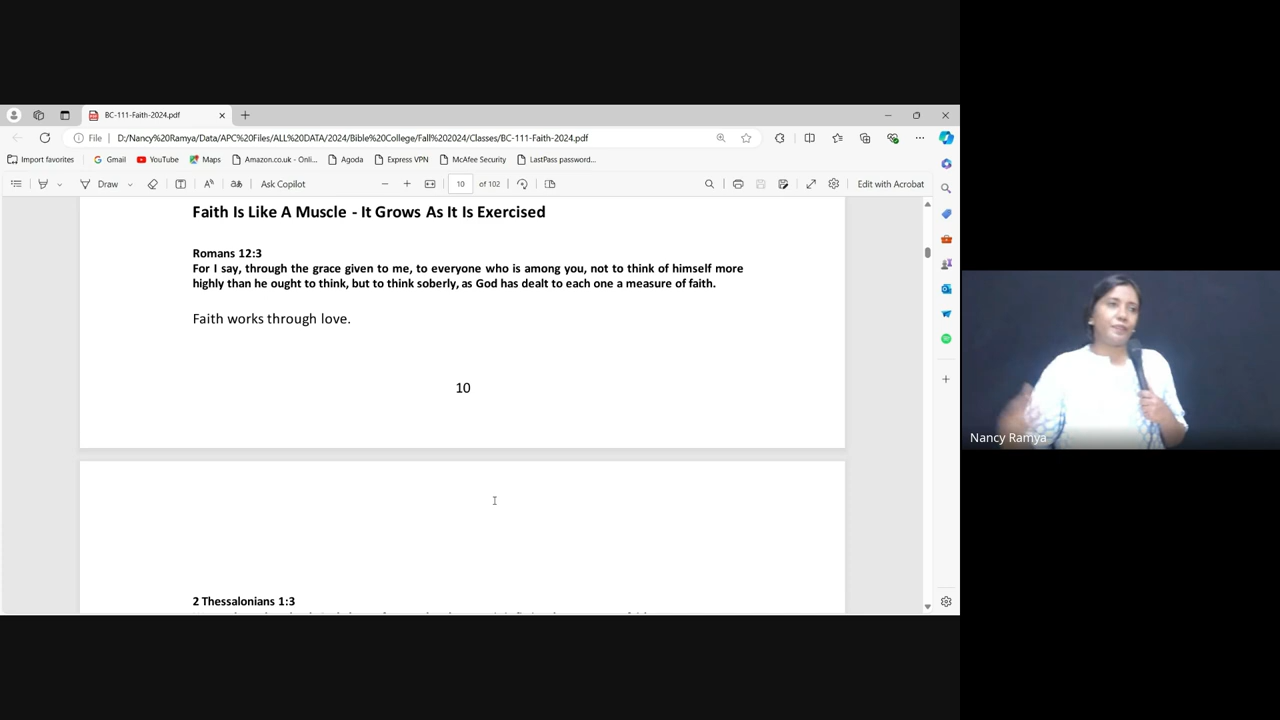 BC-111-Faith-2024.pdf
File D:/Nancy%20Ramya/Data/APC%20Files/ALL%20DATA/2024/Bible%20College/Fall%202024/Classes/BC-111-Faith-2024.pdf
Import favorites Gmail YouTube Maps Amazon.co.uk - Onli... Agoda Express VPN McAfee Security LastPass password...
Draw Ask Copilot 10 of 102 Edit with Acrobat
Faith Is Like A Muscle - It Grows As It Is Exercised
Romans 12:3
For I say, through the grace given to me, to everyone who is among you, not to think of himself more
highly than he ought to think, but to think soberly, as God has dealt to each one a measure of faith.
Faith works through love.
10
2 Thessalonians 1:3
Nancy Ramya